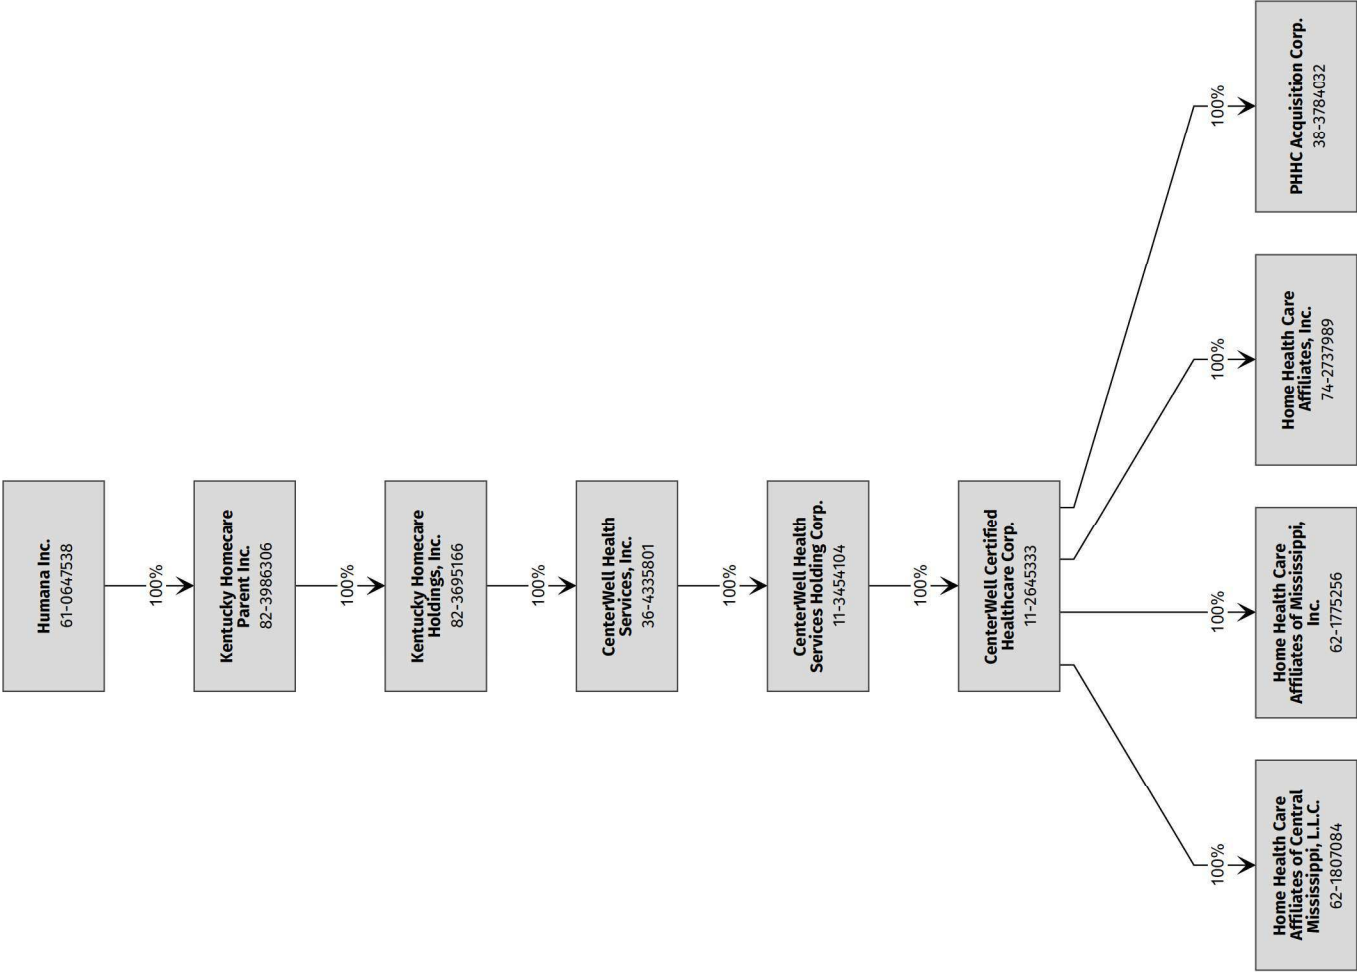 Humana Inc.
61-0647538
100%
Kentucky Homecare
Parent Inc.
82-3986306
100%
Kentucky Homecare
Holdings, Inc.
82-3695166
100%
CenterWell Health
Services, Inc.
36-4335801
100%
CenterWell Health
Services Holding Corp.
11-3454104
100%
CenterWell Certified
Healthcare Corp.
11-2645333
100%
100%
100%
100%
Home Health Care
Affiliates of Central
Mississippi, L.L.C.
62-1807084
Home Health Care
Affiliates of Mississippi,
Inc.
62-1775256
Home Health Care
Affiliates, Inc.
74-2737989
PHHC Acquisition Corp.
38-3784032